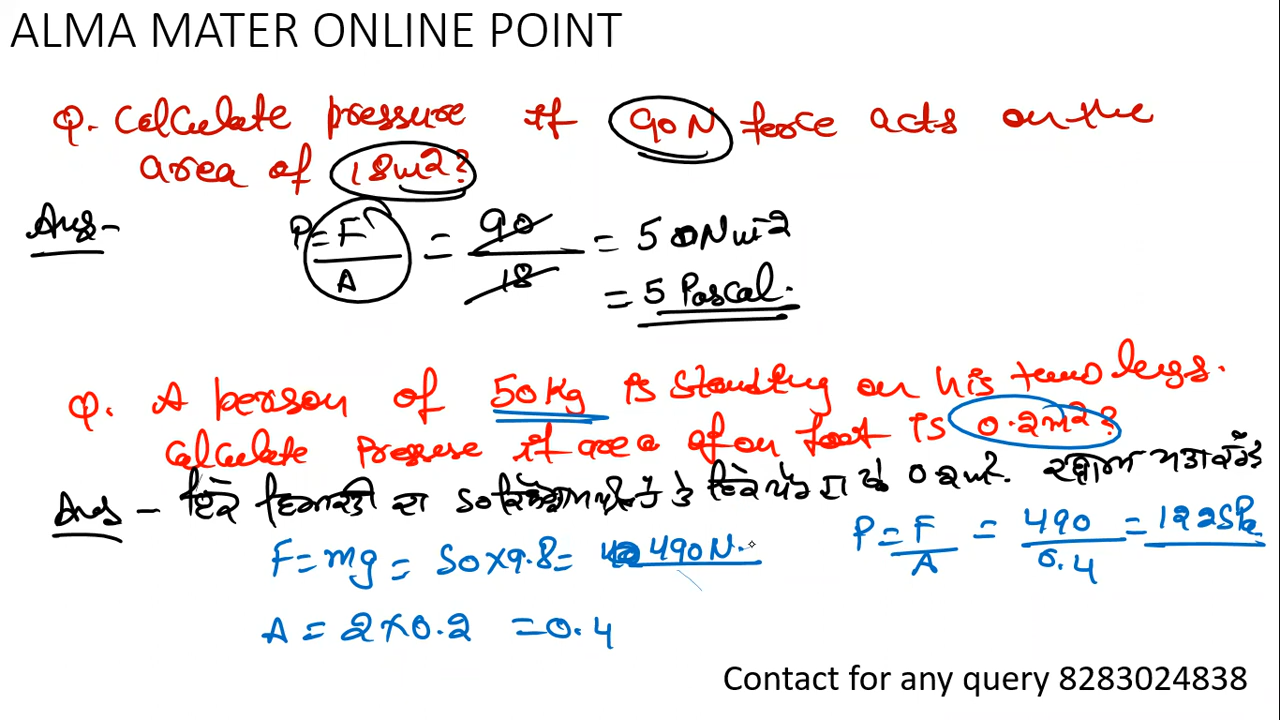 ALMA MATER ONLINE POINT
Q. Calculate pressure if 90N force acts on the
area of 18m2?
Ans- P = F/A = 90/18 = 5 Nm-2
= 5 Pascal.
Q. A person of 50Kg is standing on his two legs.
Calculate Pressure if area of on foot is 0.2m2?
Ans - ਇੱਕ ਦਾ 50 ਤੇ ਇੱਕ ਪੈਰ ਦਾ 0.2m2.
F = mg = 50x9.8 = 490N.
P = F/A = 490/0.4 = 1225Pa
A = 2x0.2 = 0.4
Contact for any query 8283024838